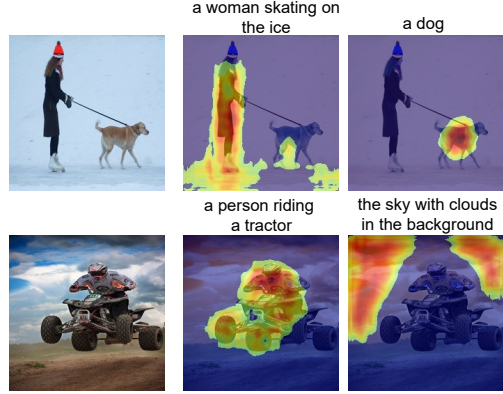 a woman skating on
the ice
a dog
a person riding
a tractor
the sky with clouds
in the background